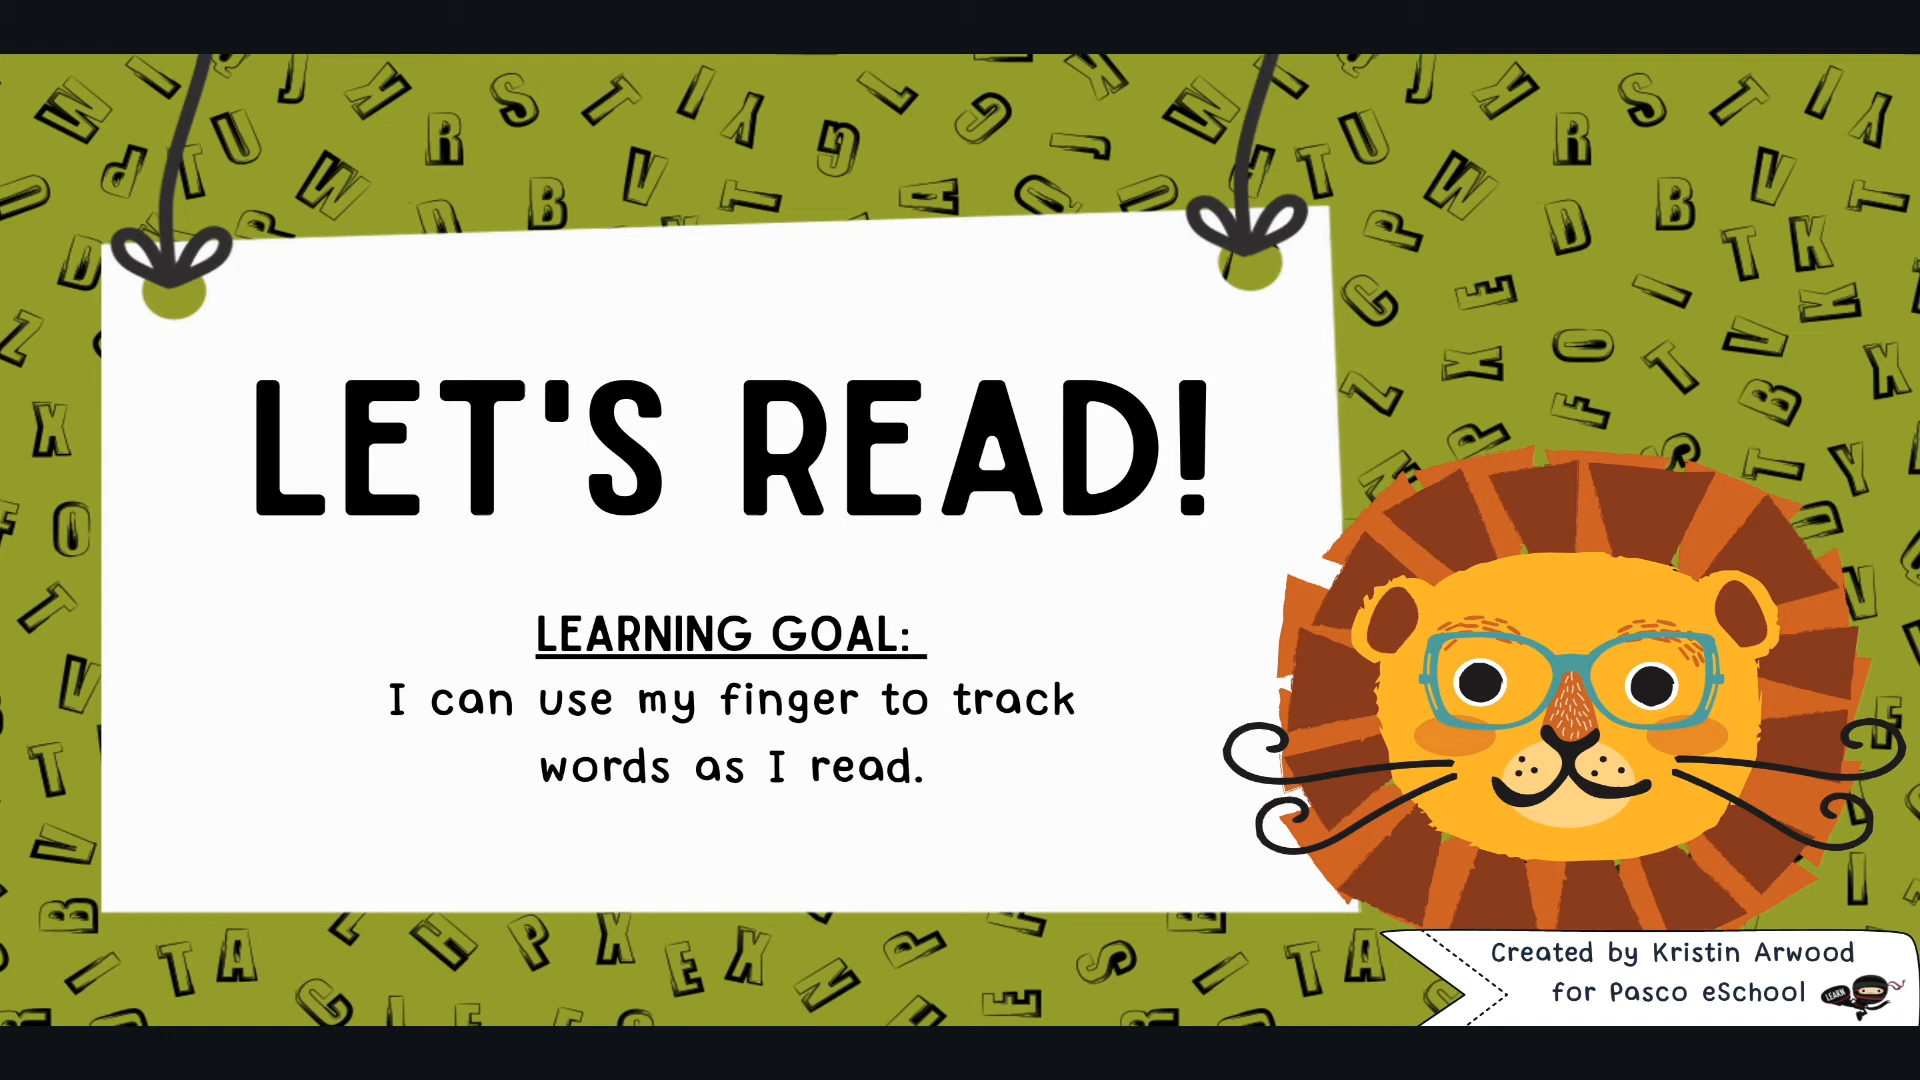 LET'S READ!
LEARNING GOAL:
I can use my finger to track
words as I read.
Created by Kristin Arwood
for Pasco eSchool
LEARN